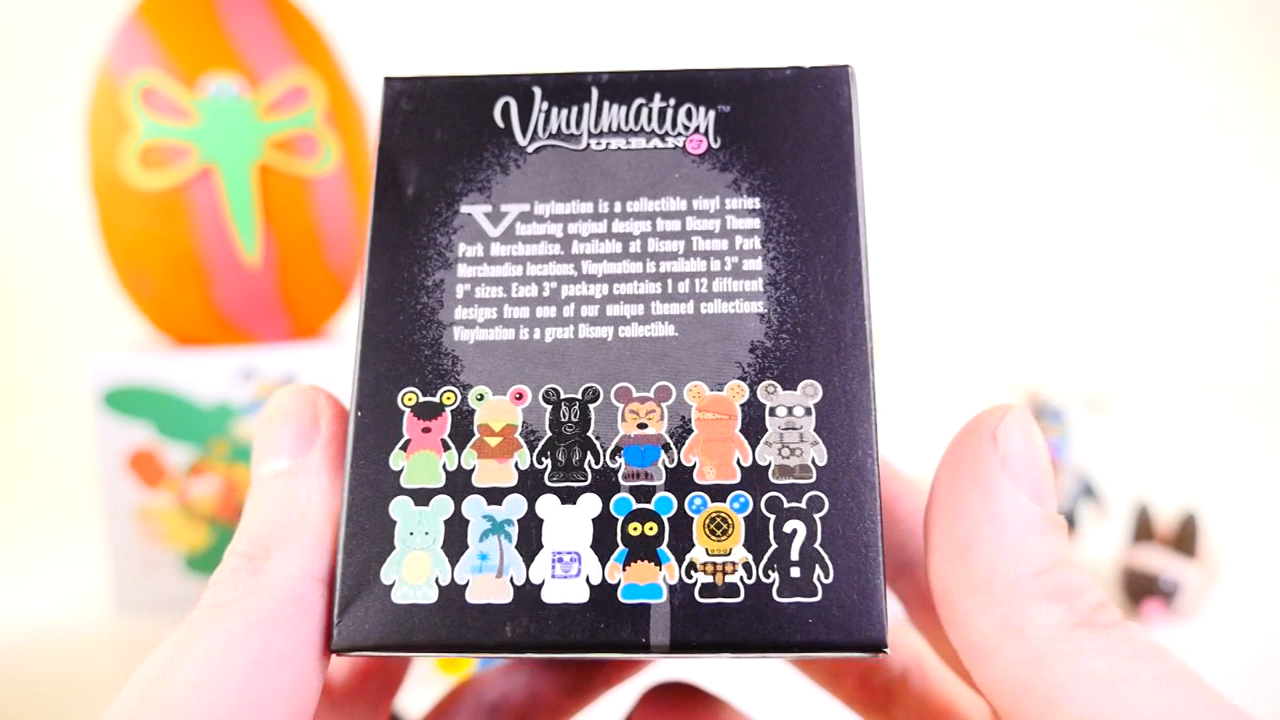 Vinylmation™
URBAN 3
Vinylmation is a collectible vinyl series
featuring original designs from Disney Theme
Park Merchandise. Available at Disney Theme Park
Merchandise locations, Vinylmation is available in 3" and
9" sizes. Each 3" package contains 1 of 12 different
designs from one of our unique themed collections.
Vinylmation is a great Disney collectible.
?